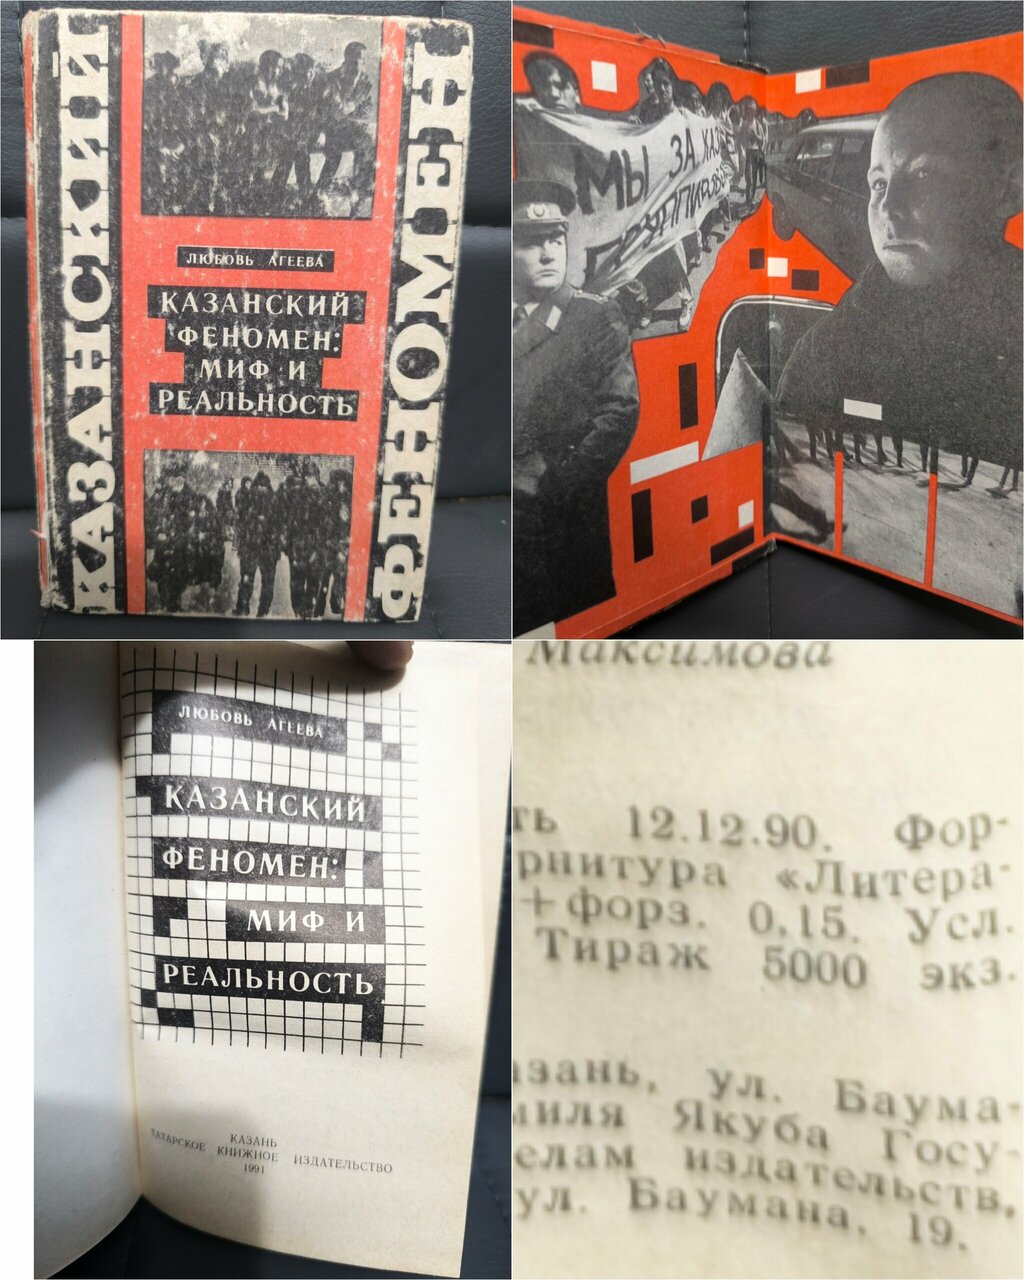 КАЗАНСКИЙ
ФЕНОМЕН
ЛЮБОВЬ АГЕЕВА
КАЗАНСКИЙ
ФЕНОМЕН:
МИФ И
РЕАЛЬНОСТЬ
МЫ ЗА
ЛЮБОВЬ АГЕЕВА
КАЗАНСКИЙ
ФЕНОМЕН:
МИФ И
РЕАЛЬНОСТЬ
КАЗАНЬ
ТАТАРСКОЕ КНИЖНОЕ ИЗДАТЕЛЬСТВО
1991
Максимова
ть 12.12.90. Фор-
рнитура «Литера-
+форз. 0,15. Усл.
Тираж 5000 экз.
азань, ул. Баума-
миля Якуба Госу-
елам издательств,
ул. Баумана, 19.